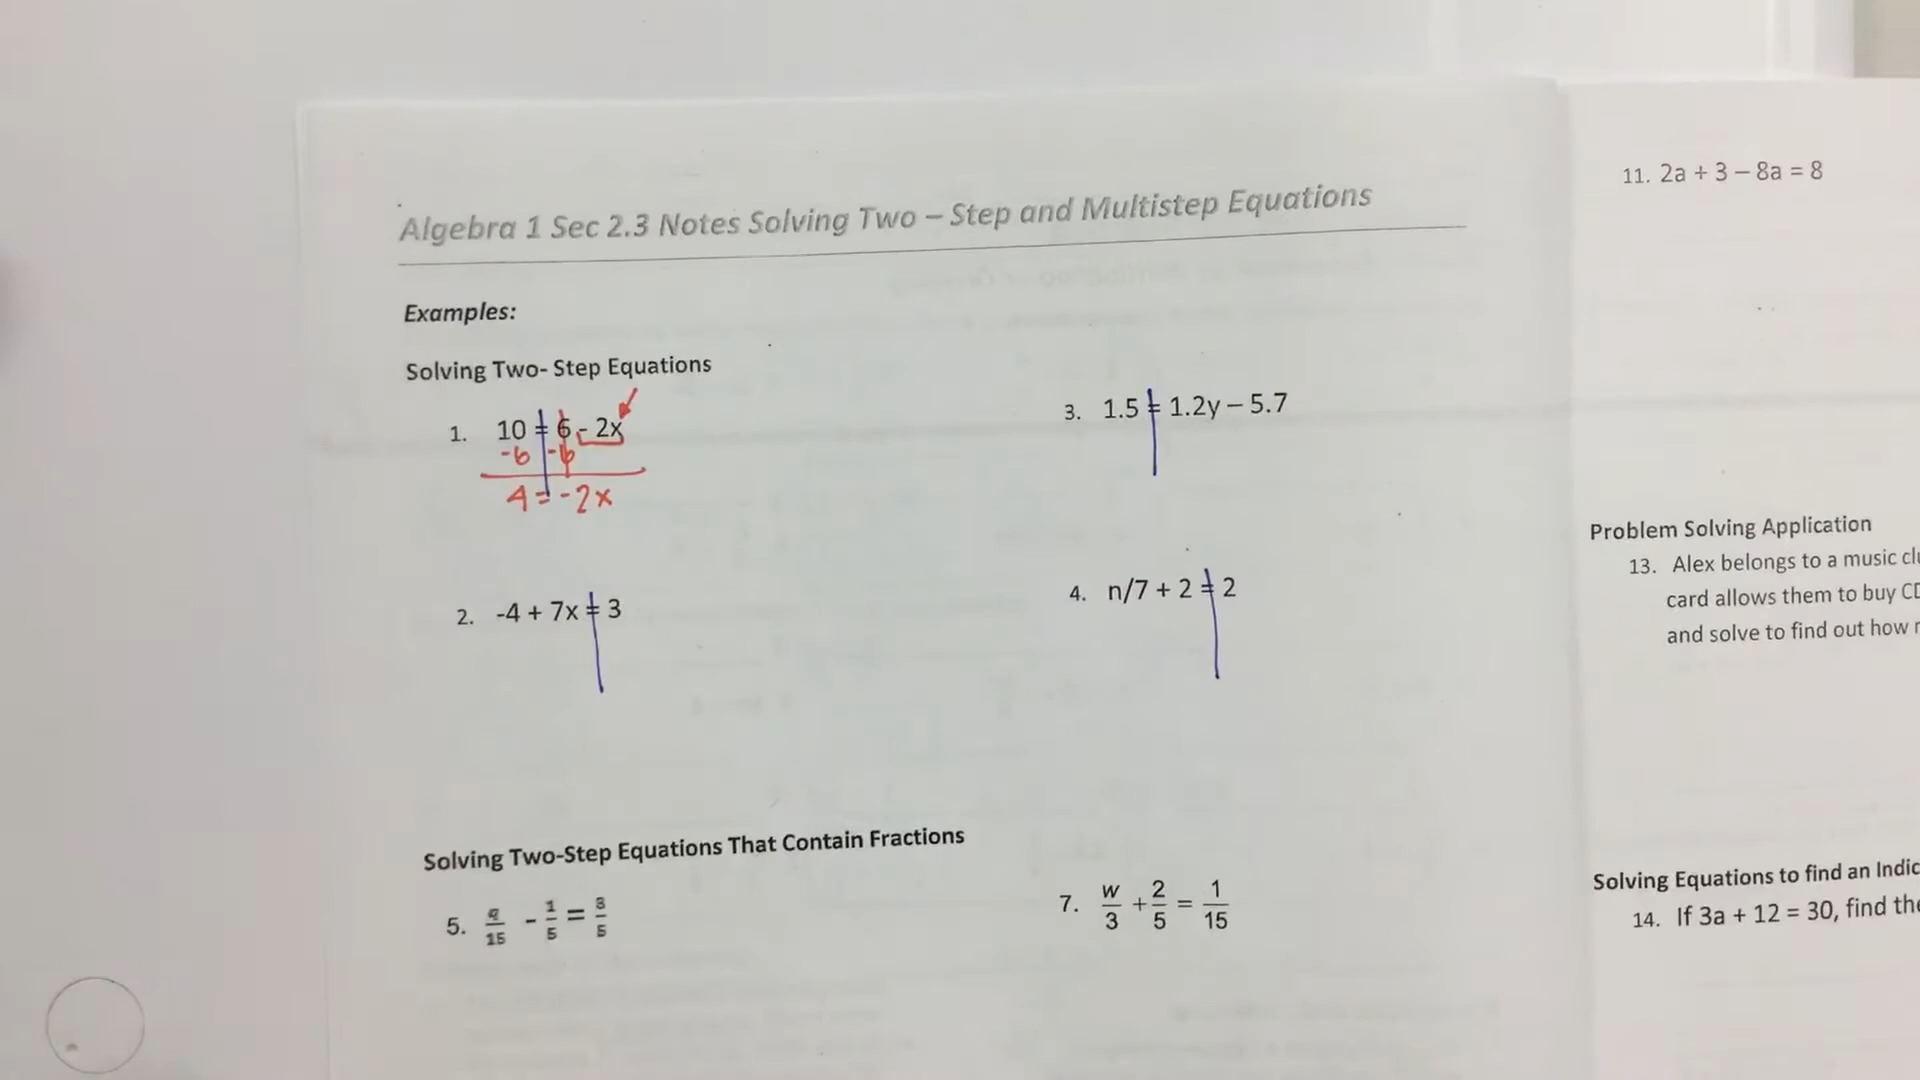 Algebra 1 Sec 2.3 Notes Solving Two – Step and Multistep Equations
Examples:
Solving Two- Step Equations
1. 10 = 6 - 2x
-6 -6
4 = -2x
2. -4 + 7x = 3
3. 1.5 = 1.2y – 5.7
4. n/7 + 2 = 2
Solving Two-Step Equations That Contain Fractions
5. q/15 - 1/5 = 3/5
7. w/3 + 2/5 = 1/15
11. 2a + 3 – 8a = 8
Problem Solving Application
13. Alex belongs to a music
card allows them to buy
and solve to find out how
Solving Equations to find an
14. If 3a + 12 = 30, find